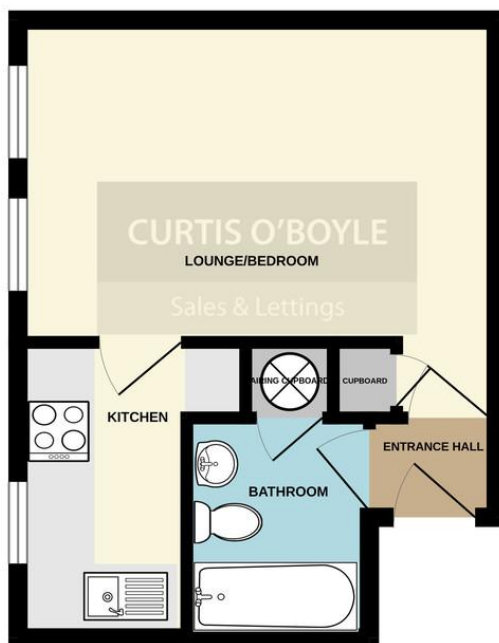 CURTIS O'BOYLE
LOUNGE/BEDROOM
Sales & Lettings
AIRING CUPBOARD
CUPBOARD
KITCHEN
ENTRANCE HALL
BATHROOM